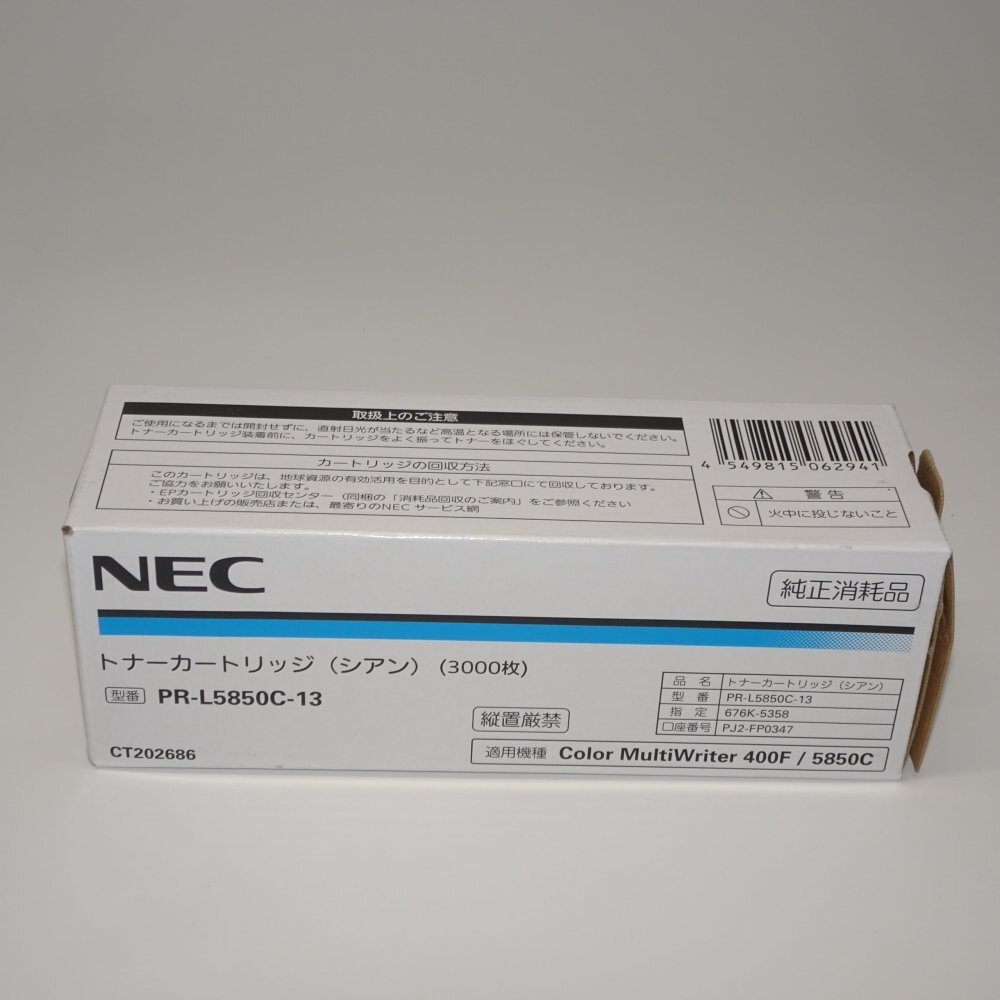 取扱上のご注意
ご使用になるまでは開封せずに、直射日光が当たるなど高温となる場所には保管しないでください。
トナーカートリッジ装着前に、カートリッジをよく振ってトナーをほぐしてください。
カートリッジの回収方法
このカートリッジは、地球資源の有効活用を目的として下記窓口にて回収しております。
ご協力をお願いいたします。
・EPカートリッジ回収センター（同梱の「消耗品回収のご案内」をご参照ください
・お買い上げの販売店または、最寄りのNEC サービス網
4 549815 062941
警告
火中に投じないこと
NEC
純正消耗品
トナーカートリッジ（シアン） (3000枚)
型番 PR-L5850C-13
縦置厳禁
CT202686
品 名 トナーカートリッジ（シアン）
型 番 PR-L5850C-13
指 定 676K-5358
口座番号 PJ2-FP0347
適用機種 Color MultiWriter 400F / 5850C